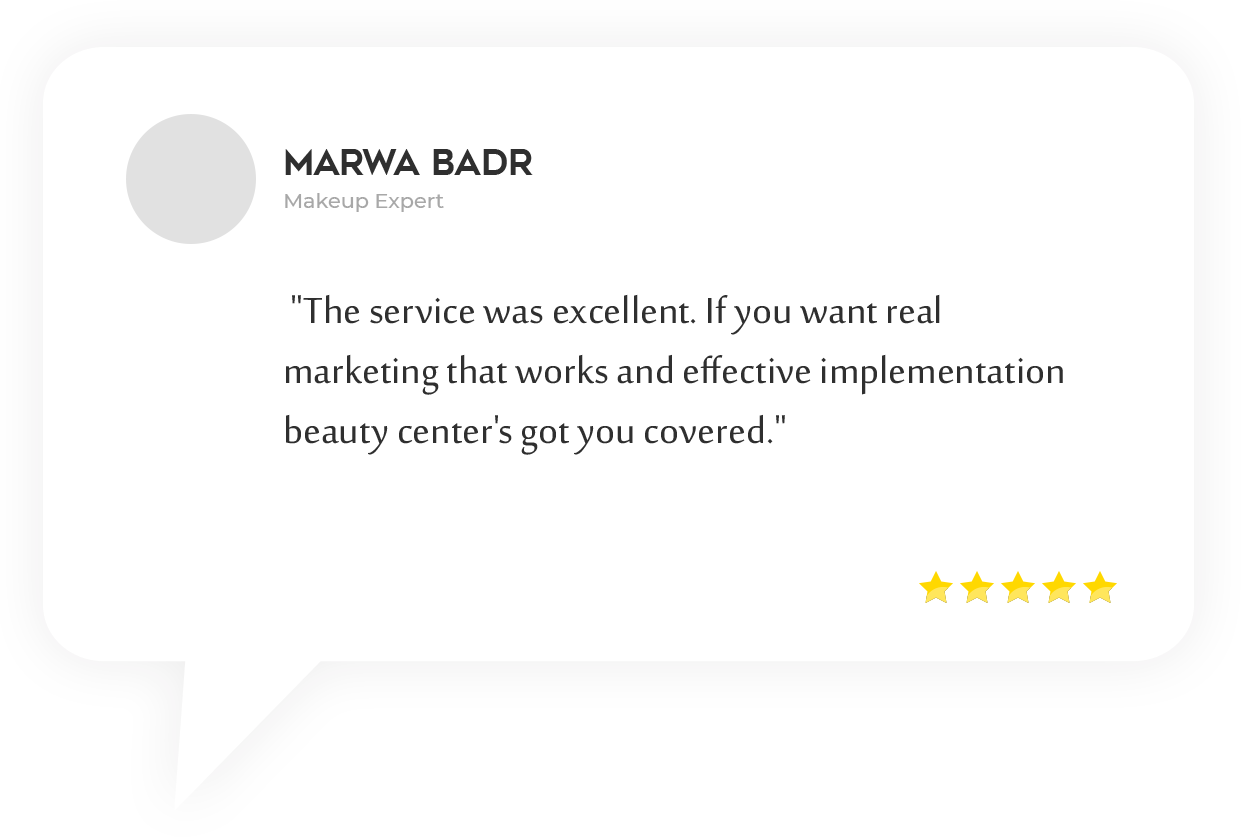 MARWA BADR
Makeup Expert
"The service was excellent. If you want real
marketing that works and effective implementation
beauty center's got you covered."